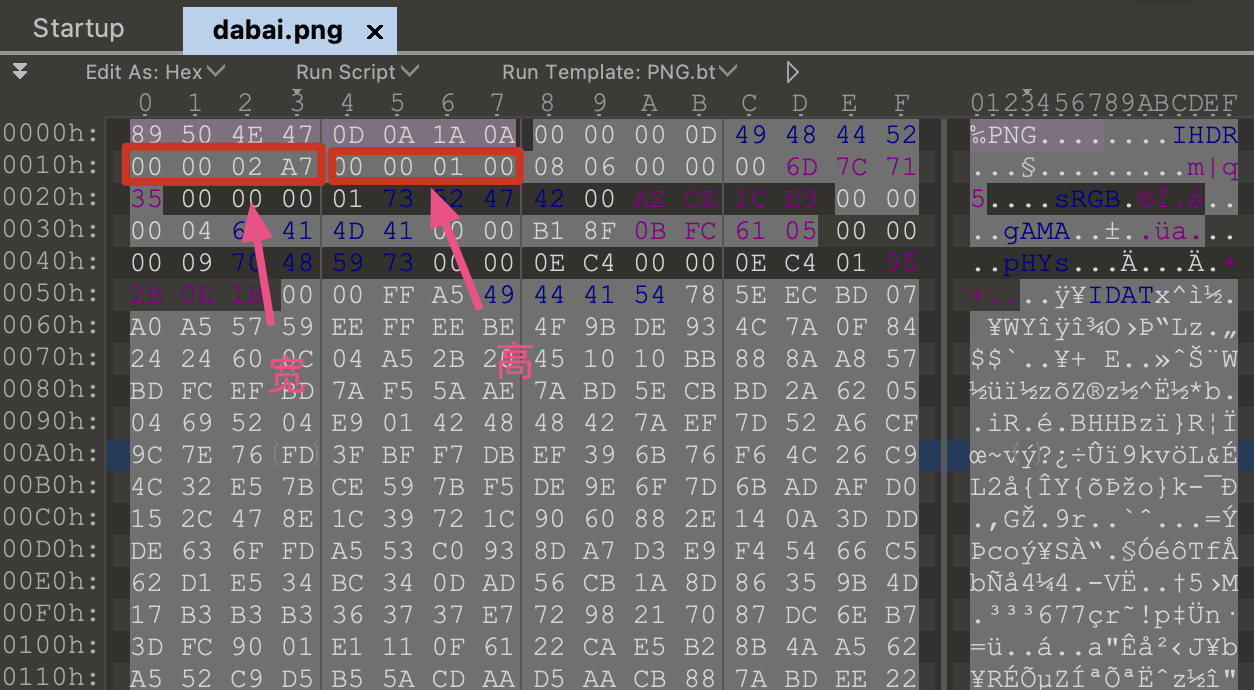 Startup
dabai.png ×
Edit As: Hex Run Script Run Template: PNG.bt
0 1 2 3 4 5 6 7 8 9 A B C D E F 0123456789ABCDEF
0000h: 89 50 4E 47 0D 0A 1A 0A 00 00 00 0D 49 48 44 52 ‰PNG........IHDR
0010h: 00 00 02 A7 00 00 01 00 08 06 00 00 00 6D 7C 71 ...§.........m|q
0020h: 35 00 00 00 01 73 52 47 42 00 AE CE 1C E9 00 00 5....sRGB.®Î.é..
0030h: 00 04 41 4D 41 00 00 B1 8F 0B FC 61 05 00 00 ..gAMA..±..üa...
0040h: 00 09 70 48 59 73 00 00 0E C4 00 00 0E C4 01 95 ..pHYs...Ä...Ä.•
0050h: 2B 0E 1B 00 00 FF A5 49 44 41 54 78 5E EC BD 07 +....ÿ¥IDATx^ì½.
0060h: A0 A5 57 59 EE FF EE BE 4F 9B DE 93 4C 7A 0F 84 ¥WYîÿî¾O›Þ“Lz.„
0070h: 24 24 60 04 A5 2B 45 10 10 BB 88 8A A8 57 $$`..¥+ E..»ˆŠ¨W
0080h: BD FC EF BD 7A F5 5A AE 7A BD 5E CB BD 2A 62 05 ½üï½zõZ®z½^Ë½*b.
0090h: 04 69 52 04 E9 01 42 48 48 42 7A EF 7D 52 A6 CF .iR.é.BHHBzï}R¦Ï
00A0h: 9C 7E 76 FD 3F BF F7 DB EF 39 6B 76 F6 4C 26 C9 œ~vý?¿÷Ûï9kvöL&É
00B0h: 4C 32 E5 7B CE 59 7B F5 DE 9E 6F 7D 6B AD AF D0 L2å{ÎY{õÞžo}k-¯Ð
00C0h: 15 2C 47 8E 1C 39 72 1C 90 60 88 2E 14 0A 3D DD .,GŽ.9r..`ˆ...=Ý
00D0h: DE 63 6F FD A5 53 C0 93 8D A7 D3 E9 F4 54 66 C5 Þcoý¥SÀ“.§ÓéôTfÅ
00E0h: 62 D1 E5 34 BC 34 0D AD 56 CB 1A 8D 86 35 9B 4D bÑå4¼4.-VË..†5›M
00F0h: 17 B3 B3 B3 36 37 37 E7 72 98 21 70 87 DC 6E B7 .³³³677çr˜!p‡Ün·
0100h: 3D FC 90 01 E1 11 0F 61 22 CA E5 B2 8B 4A A5 62 =ü..á..a"Êå²‹J¥b
0110h: A5 52 C9 D5 B5 5A CD AA D5 AA CB 88 7A BD EE 22 ¥RÉÕµZÍªÕªËˆz½î"
宽
高